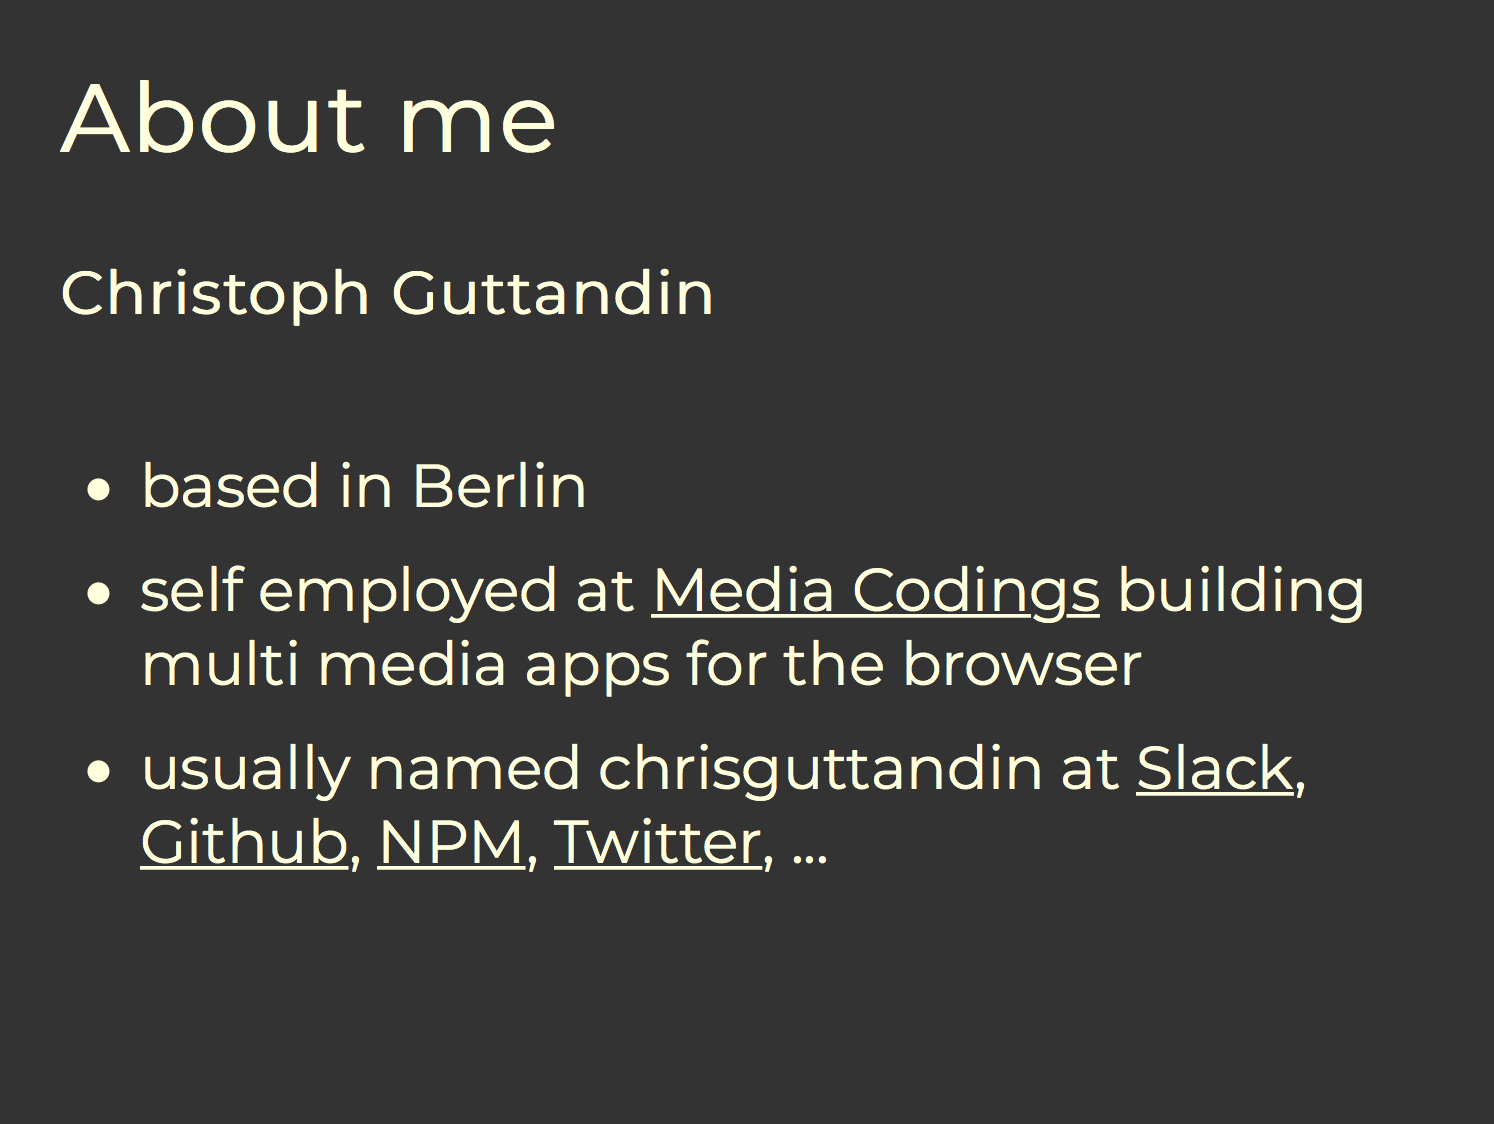 About me
Christoph Guttandin
• based in Berlin
• self employed at Media Codings building
multi media apps for the browser
• usually named chrisguttandin at Slack,
Github, NPM, Twitter, ...